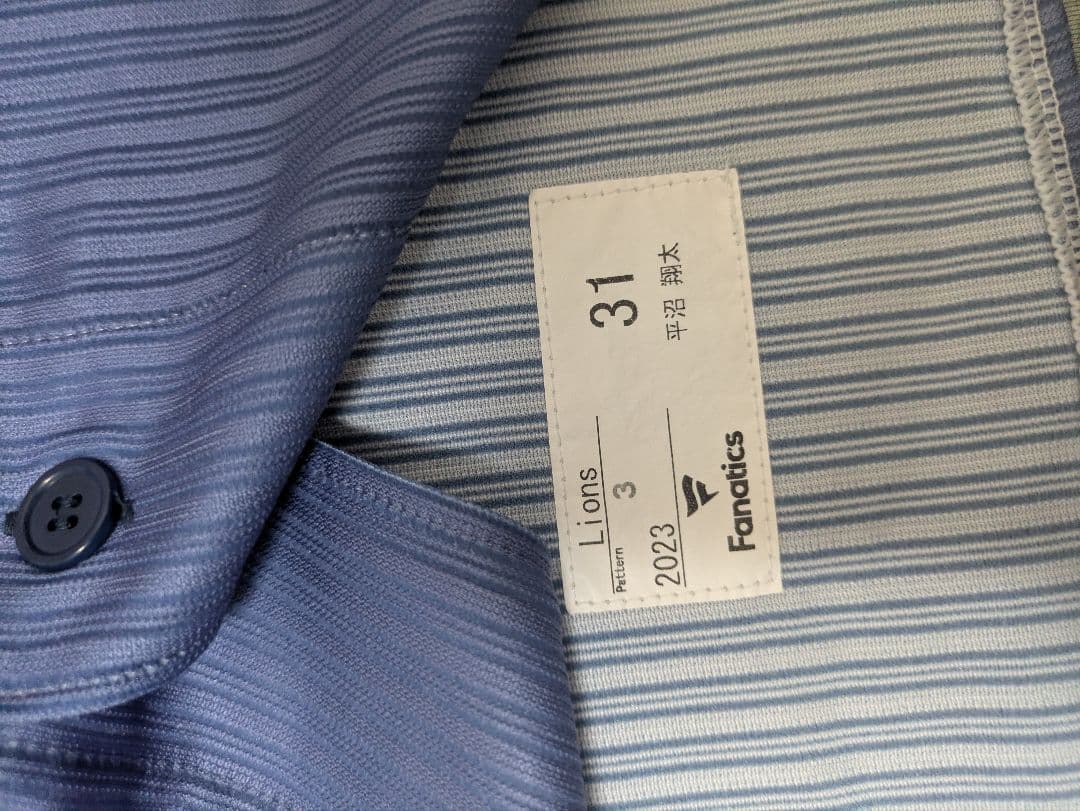 Lions
Pattern 3
31
2023
平沼 翔太
Fanatics